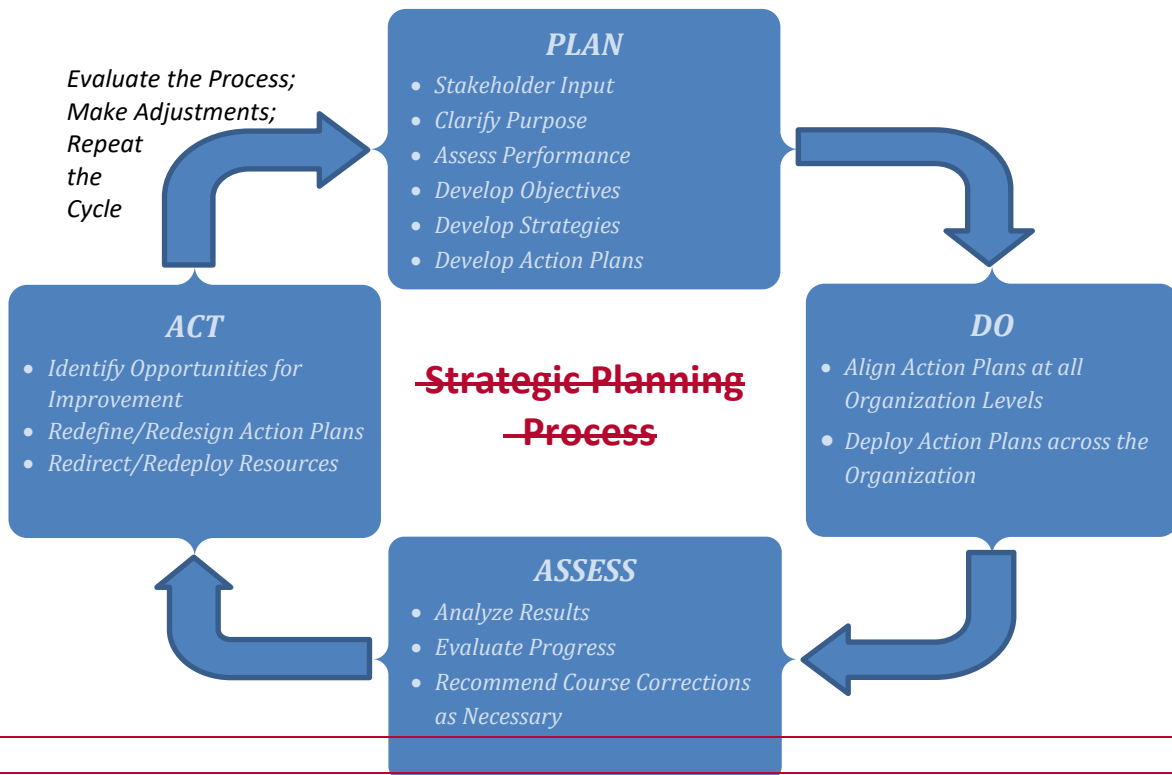 Evaluate the Process;
Make Adjustments;
Repeat
the
Cycle
PLAN
• Stakeholder Input
• Clarify Purpose
• Assess Performance
• Develop Objectives
• Develop Strategies
• Develop Action Plans
ACT
• Identify Opportunities for
Improvement
• Redefine/Redesign Action Plans
• Redirect/Redeploy Resources
Strategic Planning
Process
DO
• Align Action Plans at all
Organization Levels
• Deploy Action Plans across the
Organization
ASSESS
• Analyze Results
• Evaluate Progress
• Recommend Course Corrections
as Necessary